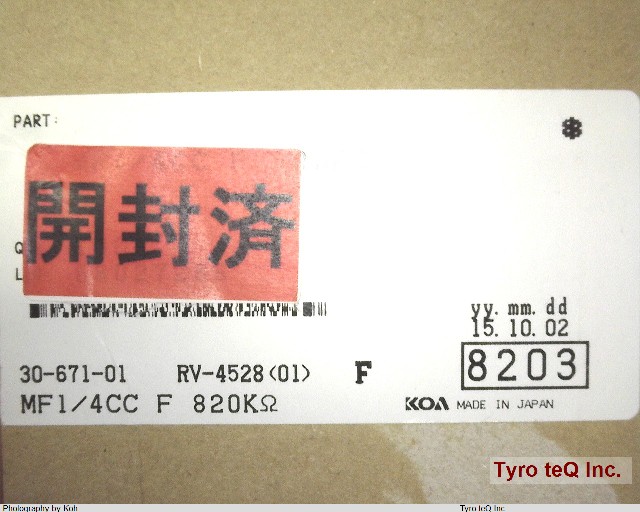 PART:
*
開封済
Q
L
yy. mm. dd
15. 10. 02
8203
30-671-01 RV-4528(01) F
MF1/4CC F 820KΩ
KOA MADE IN JAPAN
Tyro teQ Inc.
Photography by Koh Tyro teQ Inc